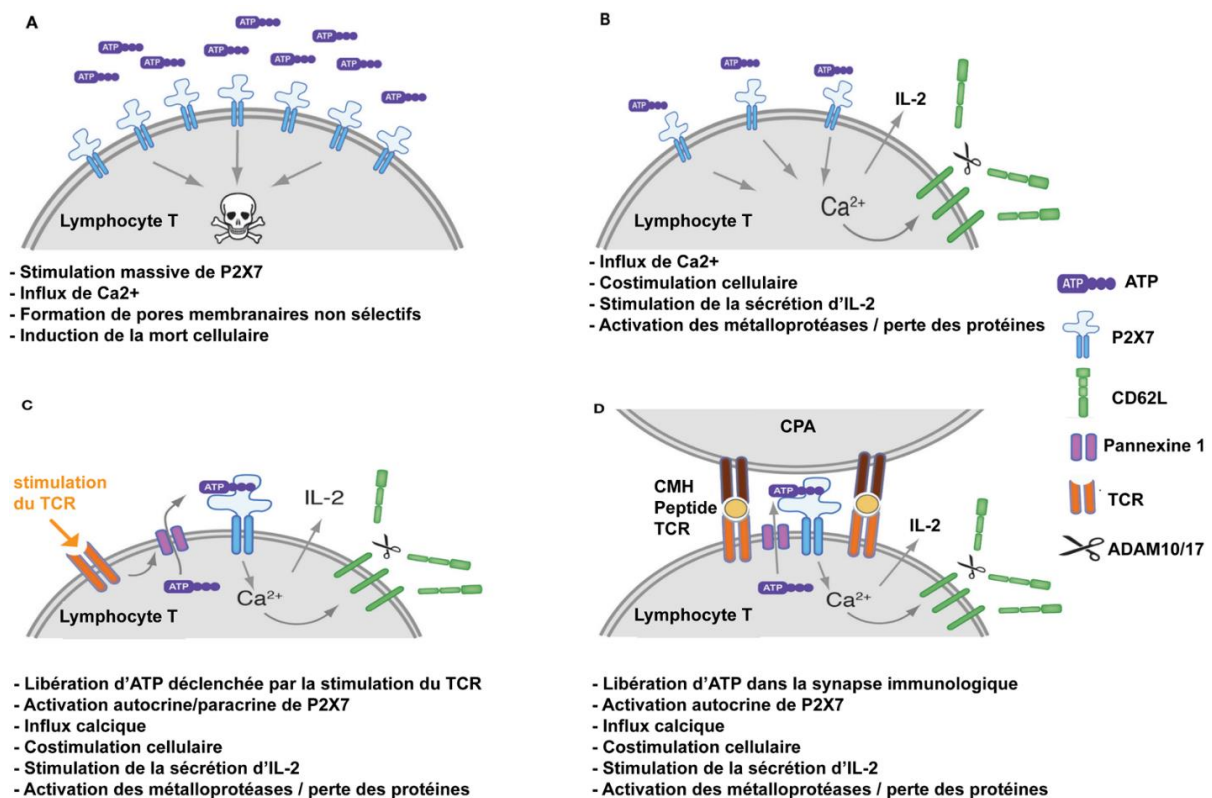 A
ATP
ATP
ATP
ATP
ATP
ATP
ATP
ATP
ATP
Lymphocyte T
- Stimulation massive de P2X7
- Influx de Ca2+
- Formation de pores membranaires non sélectifs
- Induction de la mort cellulaire
B
ATP
ATP
ATP
IL-2
Ca2+
Lymphocyte T
- Influx de Ca2+
- Costimulation cellulaire
- Stimulation de la sécrétion d'IL-2
- Activation des métalloprotéases / perte des protéines
ATP
ATP
P2X7
CD62L
Pannexine 1
TCR
ADAM10/17
C
stimulation
du TCR
ATP
IL-2
ATP
Ca2+
Lymphocyte T
- Libération d'ATP déclenchée par la stimulation du TCR
- Activation autocrine/paracrine de P2X7
- Influx calcique
- Costimulation cellulaire
- Stimulation de la sécrétion d'IL-2
- Activation des métalloprotéases / perte des protéines
D
CPA
CMH
Peptide
TCR
ATP
IL-2
ATP
Ca2+
Lymphocyte T
- Libération d'ATP dans la synapse immunologique
- Activation autocrine de P2X7
- Influx calcique
- Costimulation cellulaire
- Stimulation de la sécrétion d'IL-2
- Activation des métalloprotéases / perte des protéines